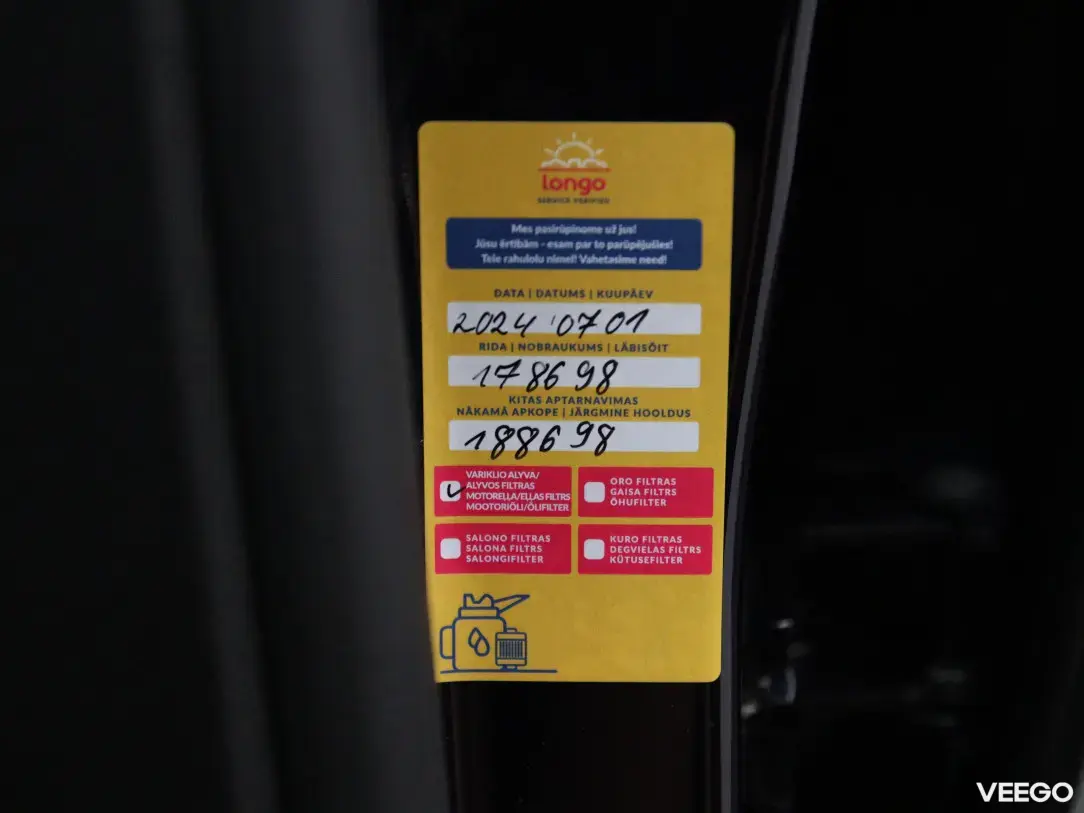 longo
SERVICE VERIFIED
Mes pasirūpinome už jus!
Jūsu ērtībām - esam par to parūpējušies!
Teie rahulolu nimel! Vahetasime need!
DATA | DATUMS | KUUPÄEV
2024 07 01
RIDA | NOBRAUKUMS | LÄBISÕIT
178698
KITAS APTARNAVIMAS
NĀKAMĀ APKOPE | JÄRGMINE HOOLDUS
188698
VARIKLIO ALYVA/
ALYVOS FILTRAS
MOTOREĻĻA/EĻĻAS FILTRS
MOOTORIÕLI/ÕLIFILTER
ORO FILTRAS
GAISA FILTRS
ÕHUFILTER
SALONO FILTRAS
SALONA FILTRS
SALONGIFILTER
KURO FILTRAS
DEGVIELAS FILTRS
KÜTUSEFILTER
VEEGO